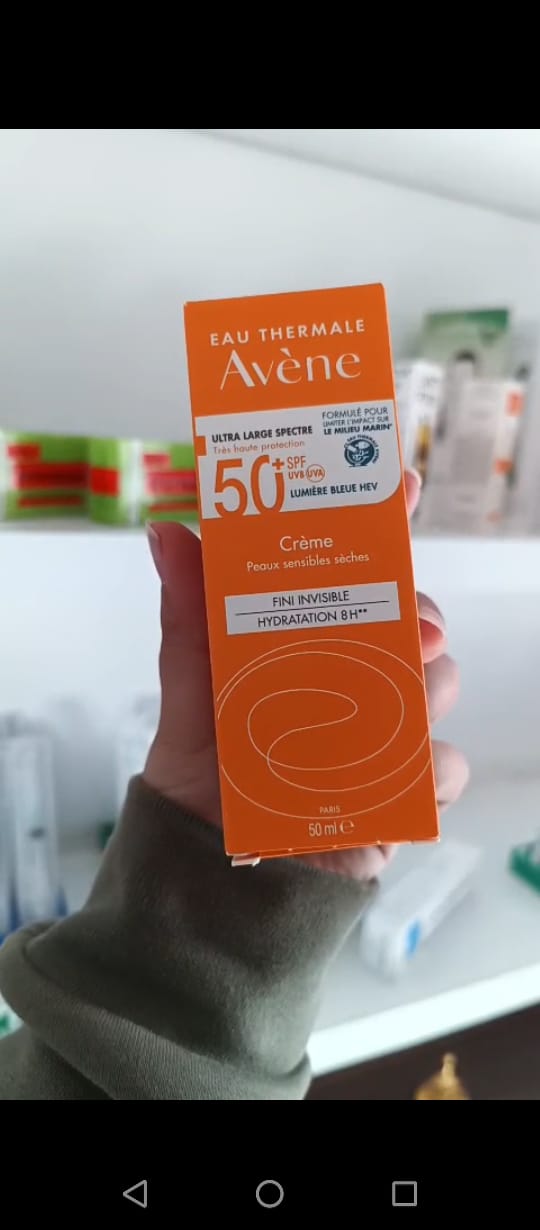 EAU THERMALE
Avène
ULTRA LARGE SPECTRE
Très haute protection
50+ SPF
UVB UVA
LUMIÈRE BLEUE HEV
FORMULÉ POUR
LIMITER L'IMPACT SUR
LE MILIEU MARIN*
Crème
Peaux sensibles sèches
FINI INVISIBLE
HYDRATATION 8H**
PARIS
50 ml e